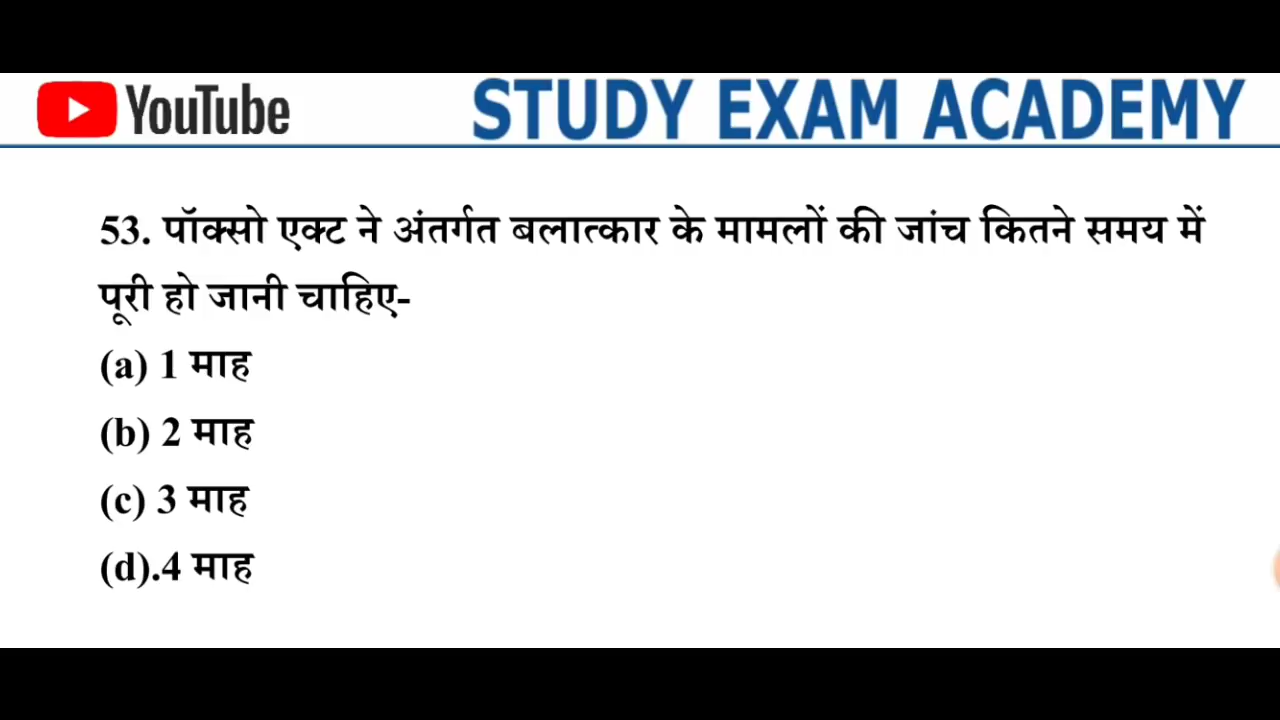 YouTube STUDY EXAM ACADEMY
53. पॉक्सो एक्ट ने अंतर्गत बलात्कार के मामलों की जांच कितने समय में
पूरी हो जानी चाहिए-
(a) 1 माह
(b) 2 माह
(c) 3 माह
(d).4 माह